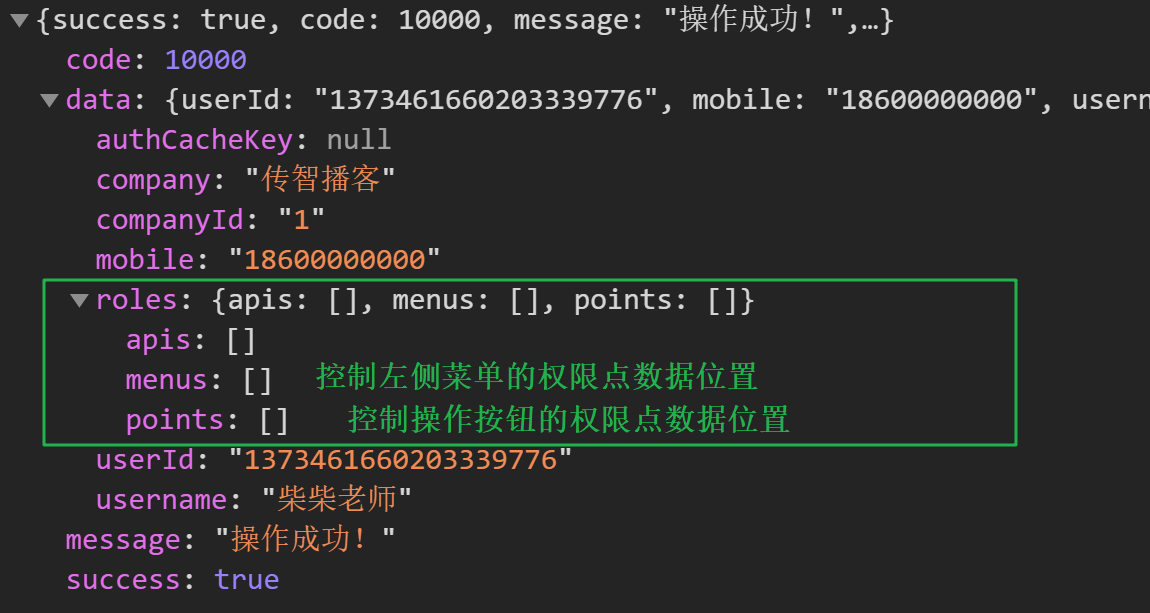 {success: true, code: 10000, message: "操作成功！",…}
code: 10000
data: {userId: "1373461660203339776", mobile: "18600000000", usern
authCacheKey: null
company: "传智播客"
companyId: "1"
mobile: "18600000000"
roles: {apis: [], menus: [], points: []}
apis: []
menus: [] 控制左侧菜单的权限点数据位置
points: [] 控制操作按钮的权限点数据位置
userId: "1373461660203339776"
username: "柴柴老师"
message: "操作成功！"
success: true